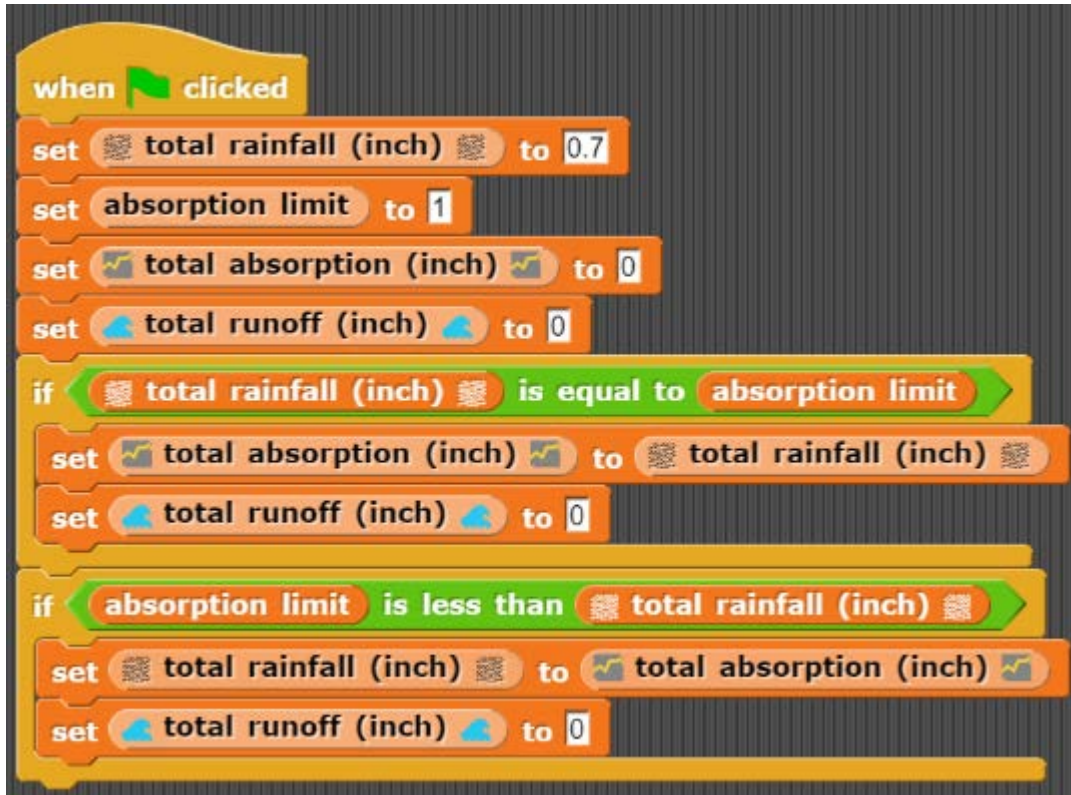 when clicked
set total rainfall (inch) to 0.7
set absorption limit to 1
set total absorption (inch) to 0
set total runoff (inch) to 0
if total rainfall (inch) is equal to absorption limit
set total absorption (inch) to total rainfall (inch)
set total runoff (inch) to 0
if absorption limit is less than total rainfall (inch)
set total rainfall (inch) to total absorption (inch)
set total runoff (inch) to 0